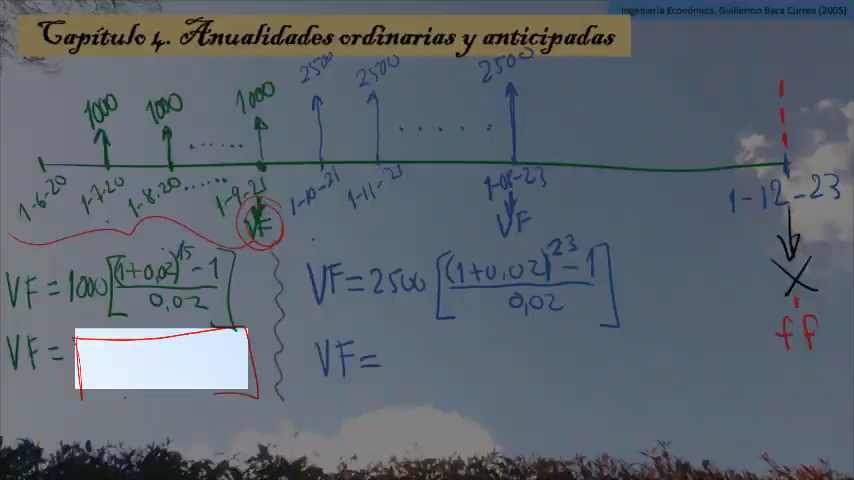 Ingeniería Económica, Guillermo Baca Currea (2005)
Capítulo 4. Anualidades ordinarias y anticipadas
1000 1000 1000 2500 2500 2500
1-6-20 1-7-20 1-8-20 1-9-21 1-10-21 1-11-21 1-08-23 1-12-23
VF VF X
ff
VF = 1000 [ (1+0,02)^15 - 1 / 0,02 ] VF = 2500 [ (1+0,02)^23 - 1 / 0,02 ]
VF = VF =